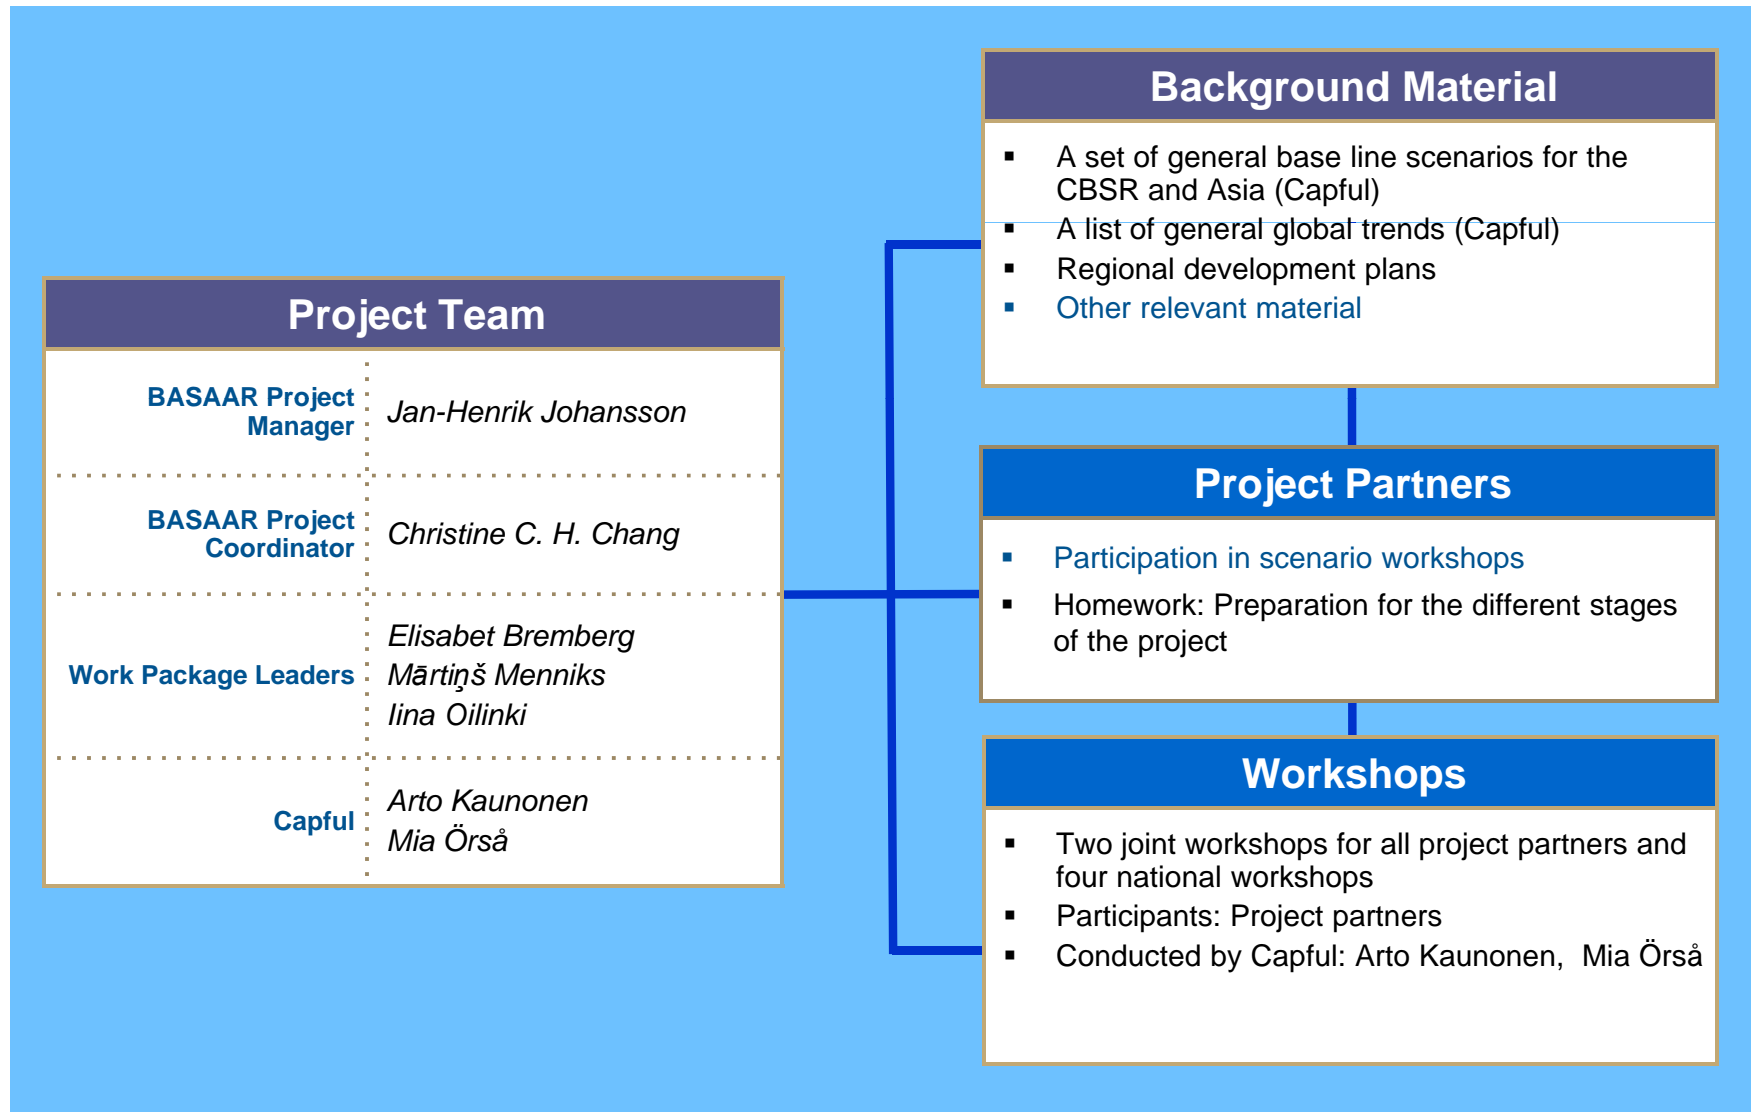 Project Team
BASAAR Project
Manager
Jan-Henrik Johansson
BASAAR Project
Coordinator
Christine C. H. Chang
Work Package Leaders
Elisabet Bremberg
Mārtiņš Menniks
Iina Oilinki
Capful
Arto Kaunonen
Mia Örså
Background Material
▪ A set of general base line scenarios for the
CBSR and Asia (Capful)
▪ A list of general global trends (Capful)
▪ Regional development plans
▪ Other relevant material
Project Partners
▪ Participation in scenario workshops
▪ Homework: Preparation for the different stages
of the project
Workshops
▪ Two joint workshops for all project partners and
four national workshops
▪ Participants: Project partners
▪ Conducted by Capful: Arto Kaunonen, Mia Örså